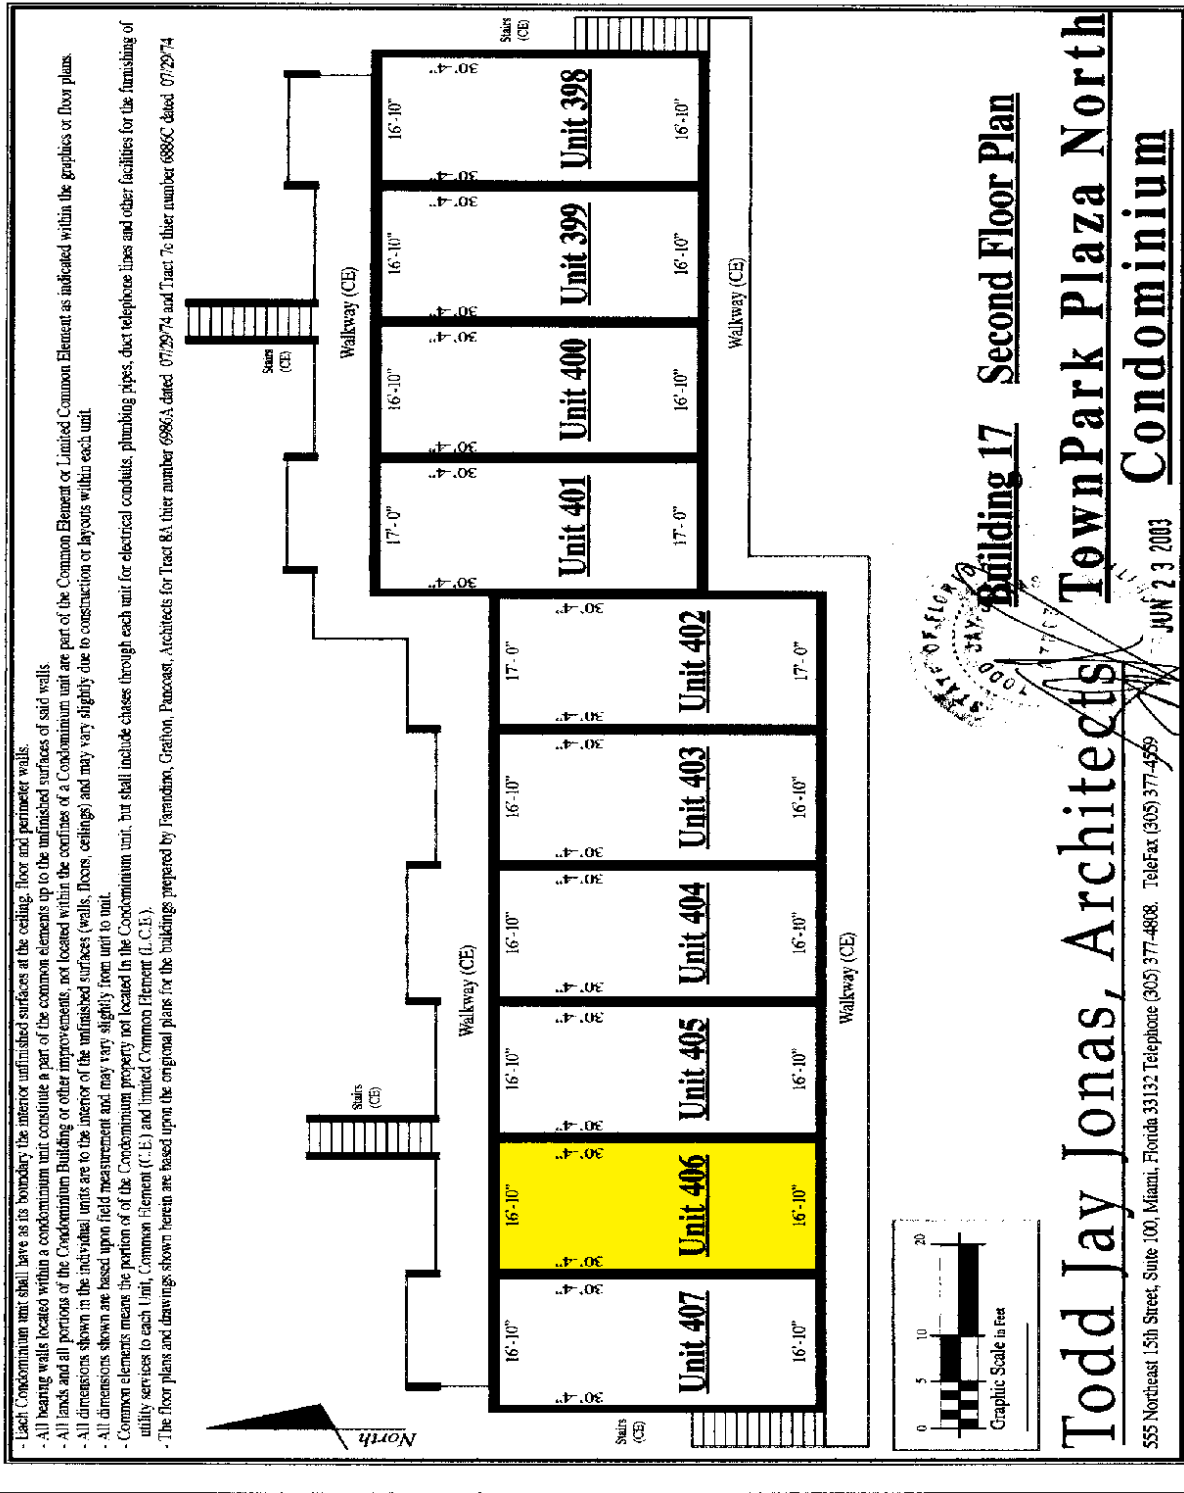 - Each Condominium unit shall have as its boundary the interior unfinished surfaces at the ceiling, floor and perimeter walls.
- All bearing walls located within a condominium unit constitute a part of the common elements up to the unfinished surfaces of said walls.
- All lands and all portions of the Condominium Building or other improvements, not located within the confines of a Condominium unit are part of the Common Element or Limited Common Element as indicated within the graphics or floor plans.
- All dimensions shown in the individual units are to the interior of the unfinished surfaces (walls, floors, ceilings) and may vary slightly due to construction or layouts within each unit.
- All dimensions shown are based upon field measurement and may vary slightly from unit to unit.
- Common elements means the portion of of the Condominium property not located in the Condominium unit, but shall include chases through each unit for electrical conduits, plumbing pipes, duct telephone lines and other facilities for the furnishing of
utility services to each Unit, Common Element (C.E.) and limited Common Element (L.C.E.).
- The floor plans and drawings shown herein are based upon the origional plans for the buildings prepared by Farandino, Grafton, Pancoast, Architects for Tract 8A thier number 6986A dated 07/29/74 and Tract 7c thier number 6886C dated 07/29/74
North
Stairs
(CE)
Stairs
(CE)
Stairs
(CE)
Stairs
(CE)
Walkway (CE)
Walkway (CE)
16'-10"
30'-4"
30'-4"
Unit 407
16'-10"
16'-10"
30'-4"
30'-4"
Unit 406
16'-10"
16'-10"
30'-4"
30'-4"
Unit 405
16'-10"
16'-10"
30'-4"
30'-4"
Unit 404
16'-10"
16'-10"
30'-4"
30'-4"
Unit 403
16'-10"
17'- 0"
30'-4"
30'-4"
Unit 402
17'- 0"
17'- 0"
30'-4"
30'-4"
Unit 401
17'- 0"
16'-10"
30'-4"
30'-4"
Unit 400
16'-10"
16'-10"
30'-4"
30'-4"
Unit 399
16'-10"
16'-10"
30'-4"
30'-4"
Unit 398
16'-10"
Walkway (CE)
Walkway (CE)
0 5 10 20
Graphic Scale in Feet
STATE OF FLORIDA
TODD JAY
Building 17 Second Floor Plan
Todd Jay Jonas, Architects
TownPark Plaza North
Condominium
JUN 23 2003
555 Northeast 15th Street, Suite 100, Miami, Florida 33132 Telephone (305) 377-4808. TeleFax (305) 377-4559